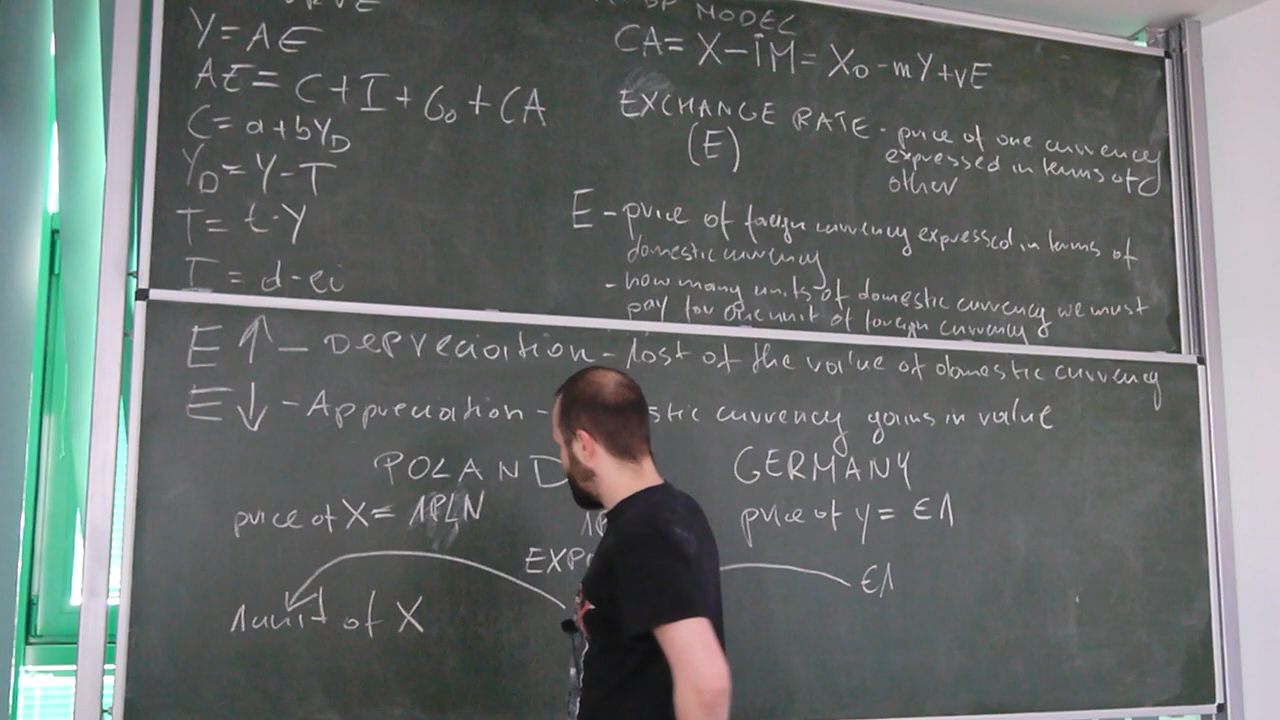 Y = AE
AE = C + I + G₀ + CA
C = a + bY_D
Y_D = Y - T
T = t · Y
I = d - ei
BP MODEL
CA = X - IM = X₀ - mY + vE
EXCHANGE RATE - price of one currency
(E)
expressed in terms of
other
E - price of foreign currency expressed in terms of
domestic currency
- how many units of domestic currency we must
pay for one unit of foreign currency
E ↑ - Depreciation - lost of the value of domestic currency
E ↓ - Appreciation - stic currency gains in value
POLAND
GERMANY
price of X = 1PLN
price of y = €1
EXP
€1
1 unit of X